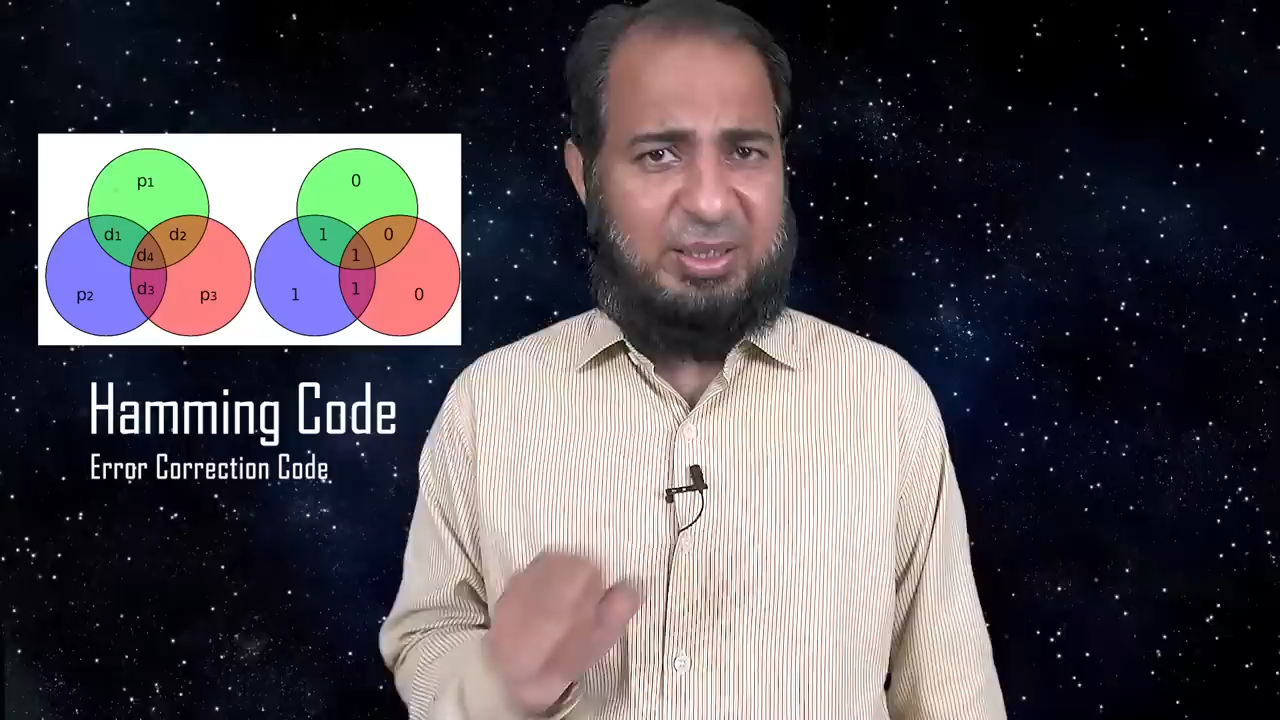 p₁ 0
d₁ d₂ 1 0
d₄ 1
d₃ 1
p₂ p₃ 1 0
Hamming Code
Error Correction Code